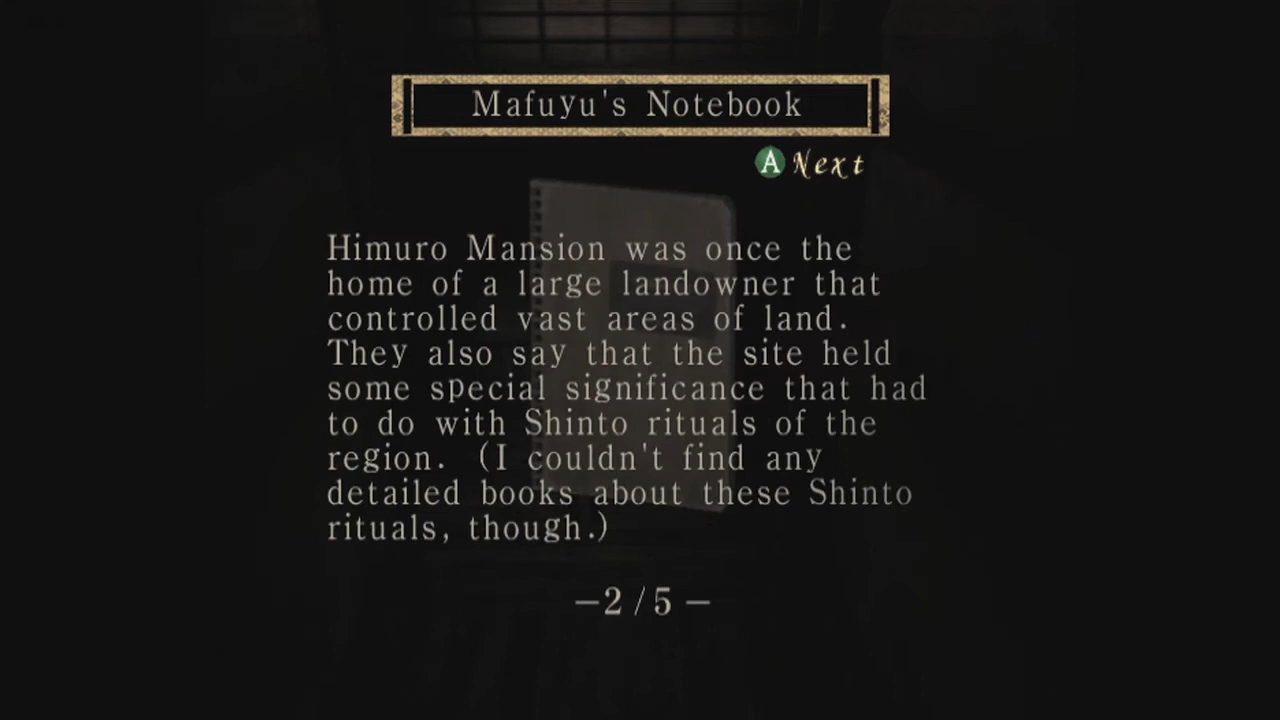 Mafuyu's Notebook
A Next
Himuro Mansion was once the
home of a large landowner that
controlled vast areas of land.
They also say that the site held
some special significance that had
to do with Shinto rituals of the
region. (I couldn't find any
detailed books about these Shinto
rituals, though.)
–2/5–